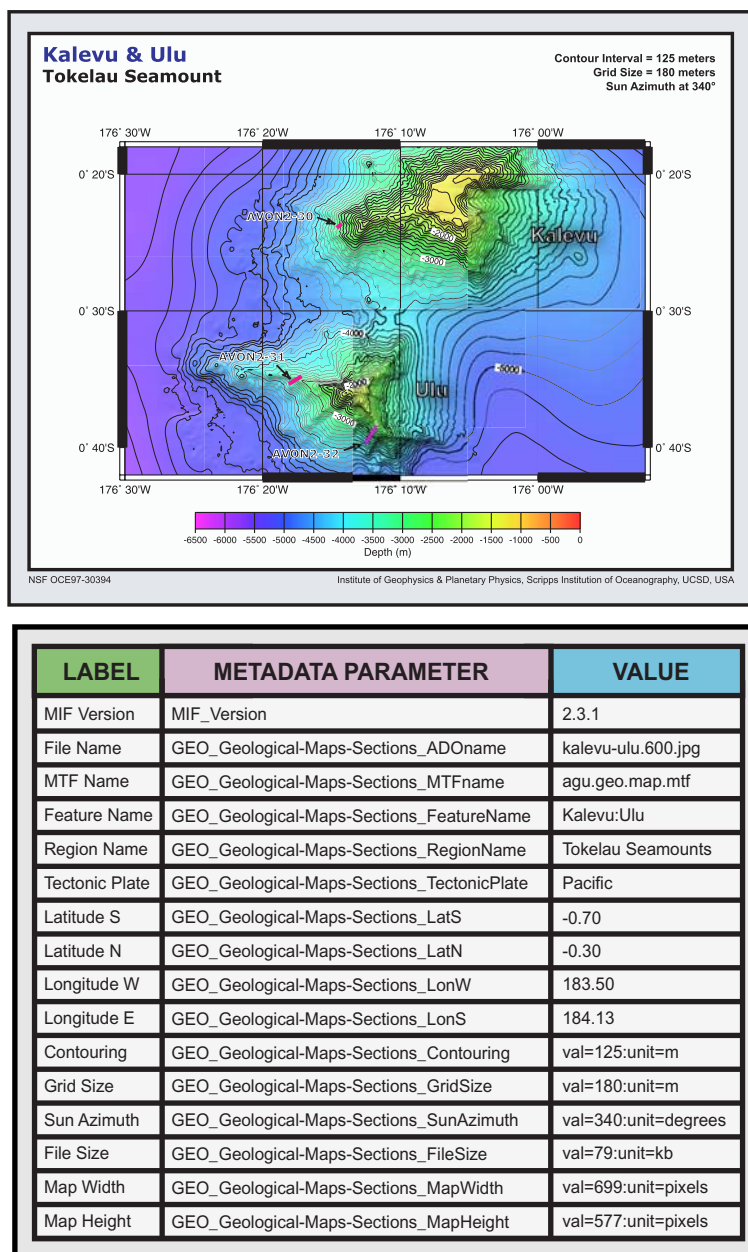 Kalevu & Ulu
Tokelau Seamount
Contour Interval = 125 meters
Grid Size = 180 meters
Sun Azimuth at 340°
176˚ 30'W 176˚ 20'W 176˚ 10'W 176˚ 00'W
0˚ 20'S 0˚ 20'S
AVON2-30
-2000
Kalevu
-3000
0˚ 30'S 0˚ 30'S
-4000
AVON2-31
-5000
-2000
Ulu
-3000
0˚ 40'S 0˚ 40'S
AVON2-32
176˚ 30'W 176˚ 20'W 176˚ 10'W 176˚ 00'W
-6500 -6000 -5500 -5000 -4500 -4000 -3500 -3000 -2500 -2000 -1500 -1000 -500 0
Depth (m)
NSF OCE97-30394 Institute of Geophysics & Planetary Physics, Scripps Institution of Oceanography, UCSD, USA
LABEL METADATA PARAMETER VALUE
MIF Version MIF_Version 2.3.1
File Name GEO_Geological-Maps-Sections_ADOname kalevu-ulu.600.jpg
MTF Name GEO_Geological-Maps-Sections_MTFname agu.geo.map.mtf
Feature Name GEO_Geological-Maps-Sections_FeatureName Kalevu:Ulu
Region Name GEO_Geological-Maps-Sections_RegionName Tokelau Seamounts
Tectonic Plate GEO_Geological-Maps-Sections_TectonicPlate Pacific
Latitude S GEO_Geological-Maps-Sections_LatS -0.70
Latitude N GEO_Geological-Maps-Sections_LatN -0.30
Longitude W GEO_Geological-Maps-Sections_LonW 183.50
Longitude E GEO_Geological-Maps-Sections_LonS 184.13
Contouring GEO_Geological-Maps-Sections_Contouring val=125:unit=m
Grid Size GEO_Geological-Maps-Sections_GridSize val=180:unit=m
Sun Azimuth GEO_Geological-Maps-Sections_SunAzimuth val=340:unit=degrees
File Size GEO_Geological-Maps-Sections_FileSize val=79:unit=kb
Map Width GEO_Geological-Maps-Sections_MapWidth val=699:unit=pixels
Map Height GEO_Geological-Maps-Sections_MapHeight val=577:unit=pixels